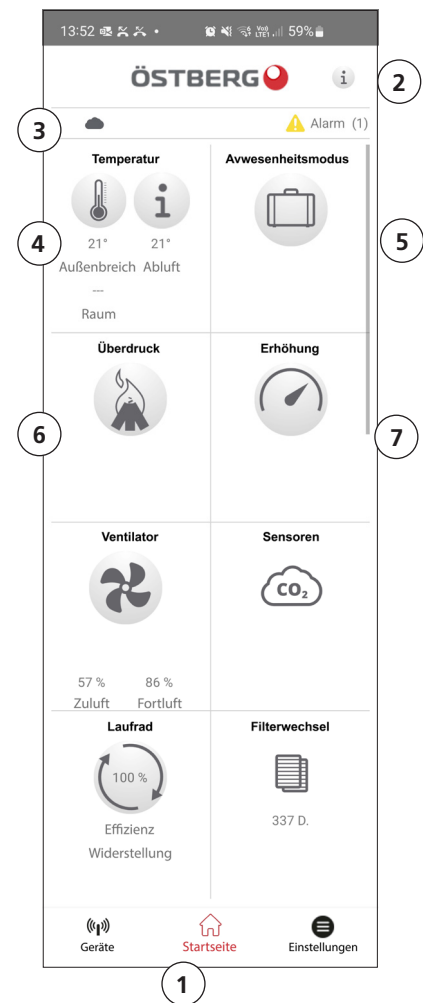 13:52 59%
Vo))
LTE1
ÖSTBERG
i
2
3
Alarm (1)
Temperatur
Avwesenheitsmodus
i
4
21° 21°
5
Außenbreich Abluft
---
Raum
Überdruck
Erhöhung
6
7
Ventilator
Sensoren
CO₂
57 % 86 %
Zuluft Fortluft
Laufrad
Filterwechsel
100 %
337 D.
Effizienz
Widerstellung
Geräte
Startseite
Einstellungen
1